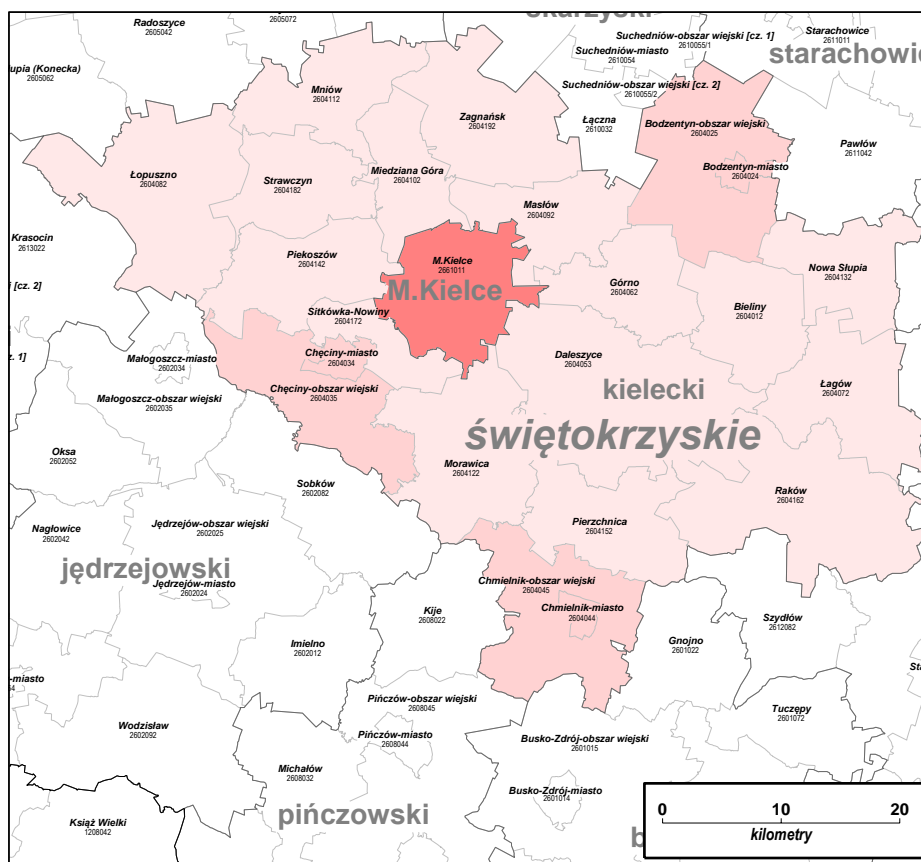 Radoszyce
2605042
2605072
skarżyski
Suchedniów-obszar wiejski [cz. 1]
2610055/1
Starachowice
2611011
Suchedniów-miasto
2610054
starachowic
łupia (Konecka)
2605062
Suchedniów-obszar wiejski [cz. 2]
2610055/2
Mniów
2604112
Zagnańsk
2604192
Łączna
2610032
Bodzentyn-obszar wiejski
2604025
Pawłów
2611042
Bodzentyn-miasto
2604024
Łopuszno
2604082
Strawczyn
2604182
Miedziana Góra
2604102
Masłów
2604092
Krasocin
2613022
Piekoszów
2604142
M.Kielce
2661011
Nowa Słupia
2604132
i [cz. 2]
M.Kielce
Górno
2604062
Bieliny
2604012
Sitkówka-Nowiny
2604172
z. 1]
Małogoszcz-miasto
2602034
Chęciny-miasto
2604034
Daleszyce
2604053
Małogoszcz-obszar wiejski
2602035
Chęciny-obszar wiejski
2604035
kielecki
Łagów
2604072
świętokrzyskie
Oksa
2602052
Morawica
2604122
Sobków
2602082
Raków
2604162
Nagłowice
2602042
Jędrzejów-obszar wiejski
2602025
Pierzchnica
2604152
jędrzejowski
Jędrzejów-miasto
2602024
Chmielnik-obszar wiejski
2604045
Kije
2608022
Chmielnik-miasto
2604044
Szydłów
2612082
Imielno
2602012
Gnojno
2601022
-miasto
Pińczów-obszar wiejski
2608045
Tuczępy
2601072
Wodzisław
2602092
Pińczów-miasto
2608044
Busko-Zdrój-obszar wiejski
2601015
Michałów
2608032
Busko-Zdrój-miasto
2601014
pińczowski
Książ Wielki
1208042
0 10 20
kilometry